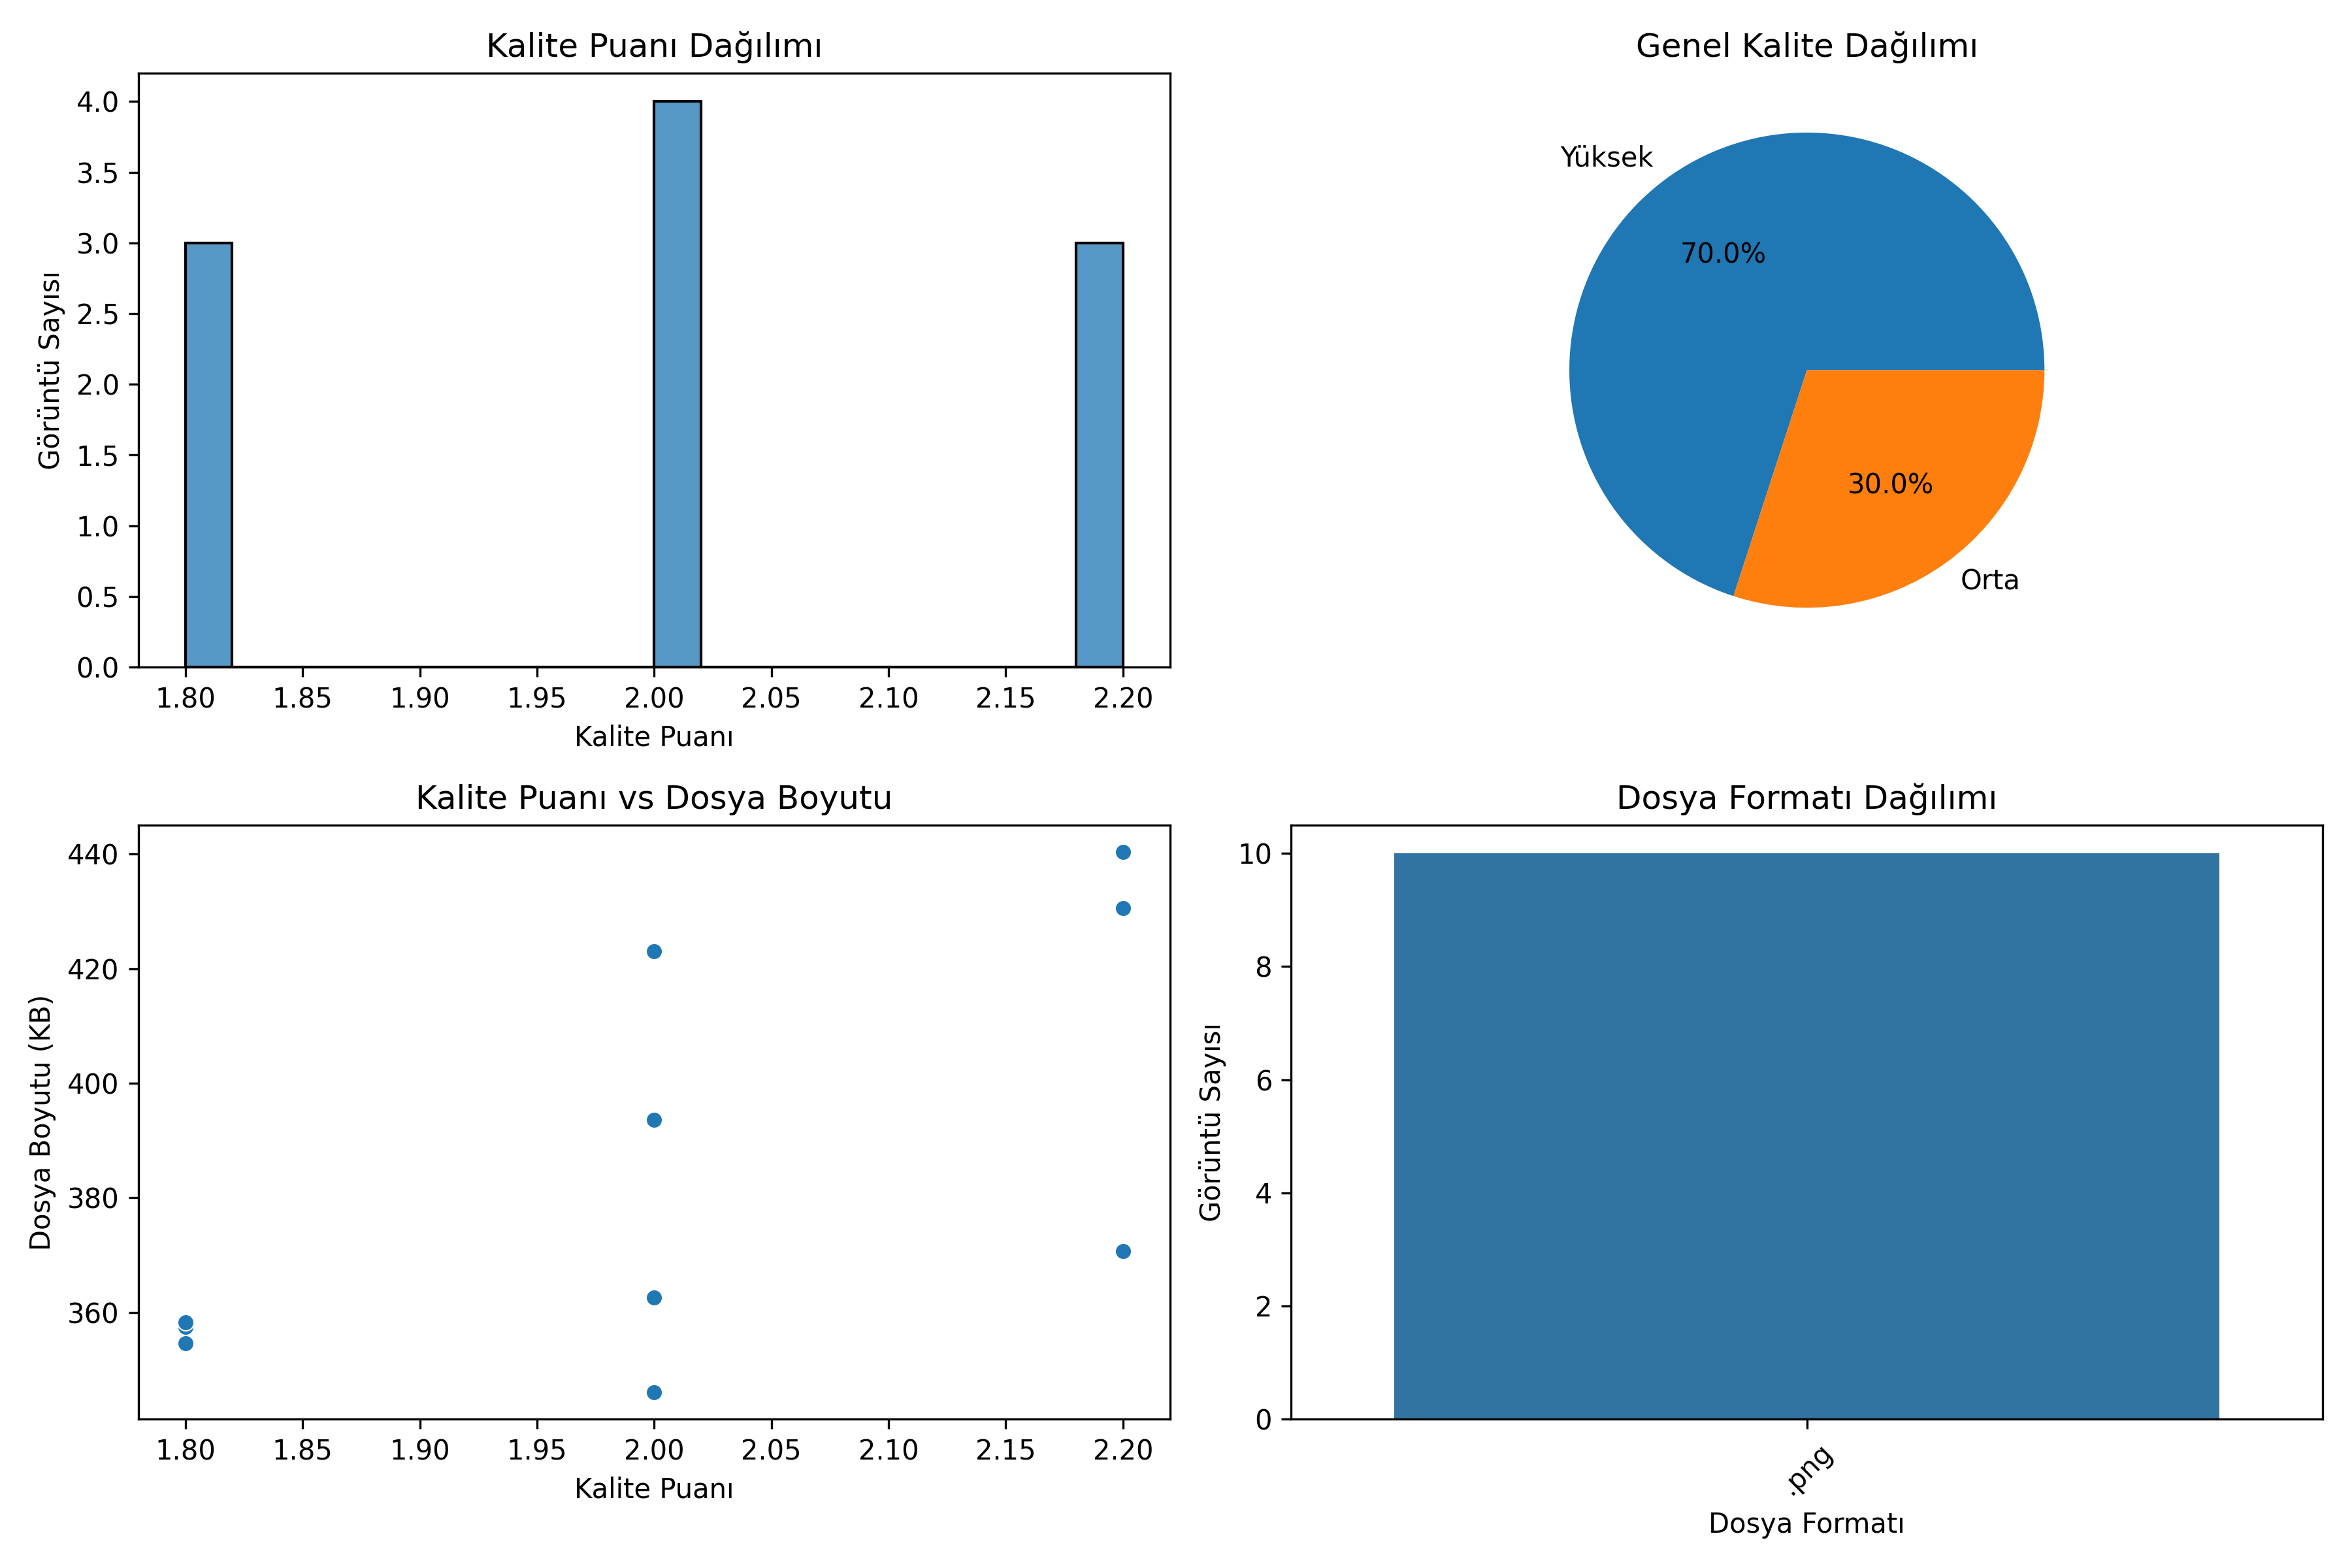 Kalite Puanı Dağılımı
4.0
3.5
3.0
2.5
2.0
1.5
1.0
0.5
0.0
Görüntü Sayısı
1.80 1.85 1.90 1.95 2.00 2.05 2.10 2.15 2.20
Kalite Puanı
Genel Kalite Dağılımı
Yüksek
70.0%
30.0%
Orta
Kalite Puanı vs Dosya Boyutu
440
420
400
380
360
Dosya Boyutu (KB)
1.80 1.85 1.90 1.95 2.00 2.05 2.10 2.15 2.20
Kalite Puanı
Dosya Formatı Dağılımı
10
8
6
4
2
0
Görüntü Sayısı
.png
Dosya Formatı